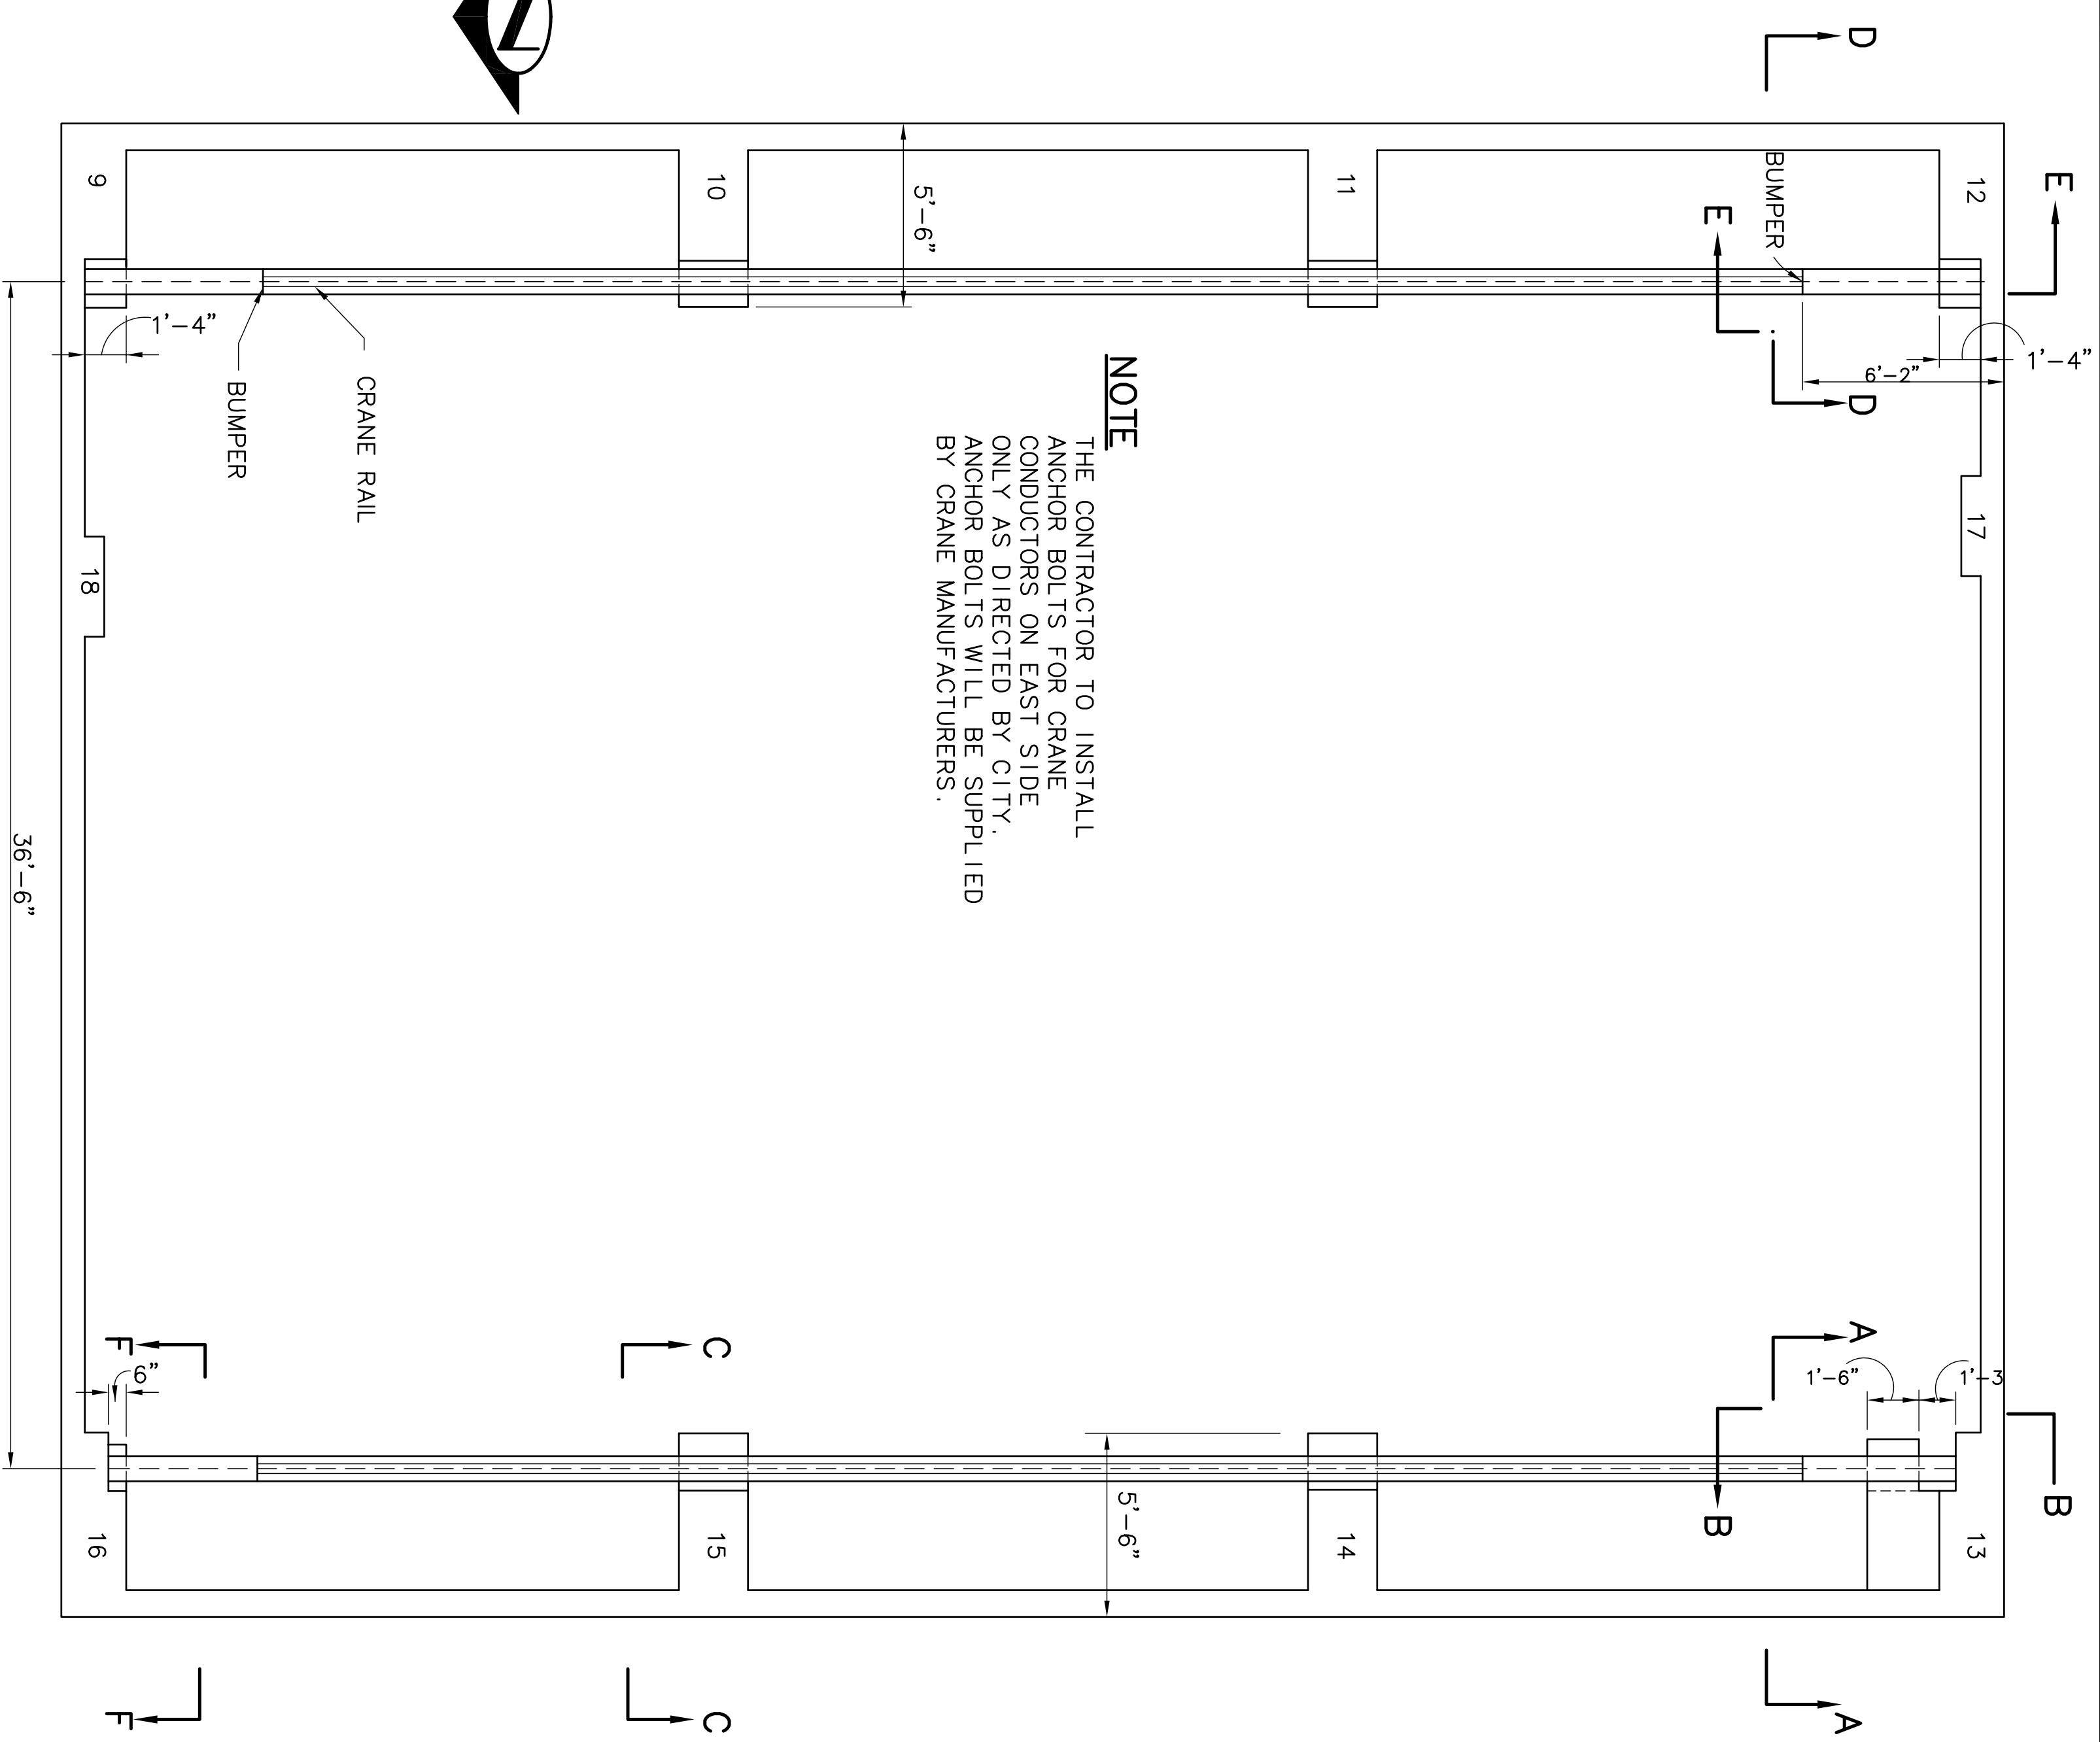 E
B
1'-4"
12
17
1'-3
13
6'-2"
D
D
A
A
1'-6"
BUMPER
E
B
11
14
NOTE
5'-6"
THE CONTRACTOR TO INSTALL
ANCHOR BOLTS FOR CRANE
CONDUCTORS ON EAST SIDE
ONLY AS DIRECTED BY CITY.
ANCHOR BOLTS WILL BE SUPPLIED
BY CRANE MANUFACTURERS.
5'-6"
10
C
15
C
CRANE RAIL
BUMPER
1'-4"
6"
F
F
9
18
16
36'-6"